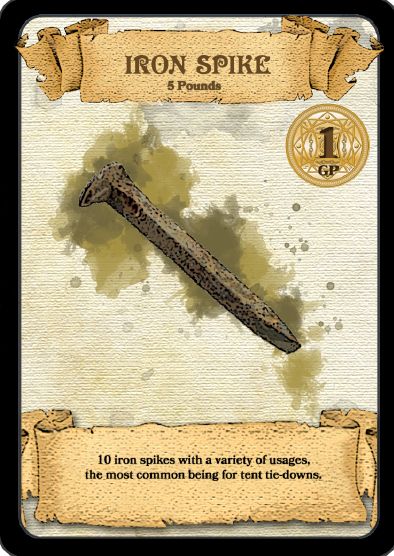 IRON SPIKE
5 Pounds
1
GP
10 iron spikes with a variety of usages,
the most common being for tent tie-downs.